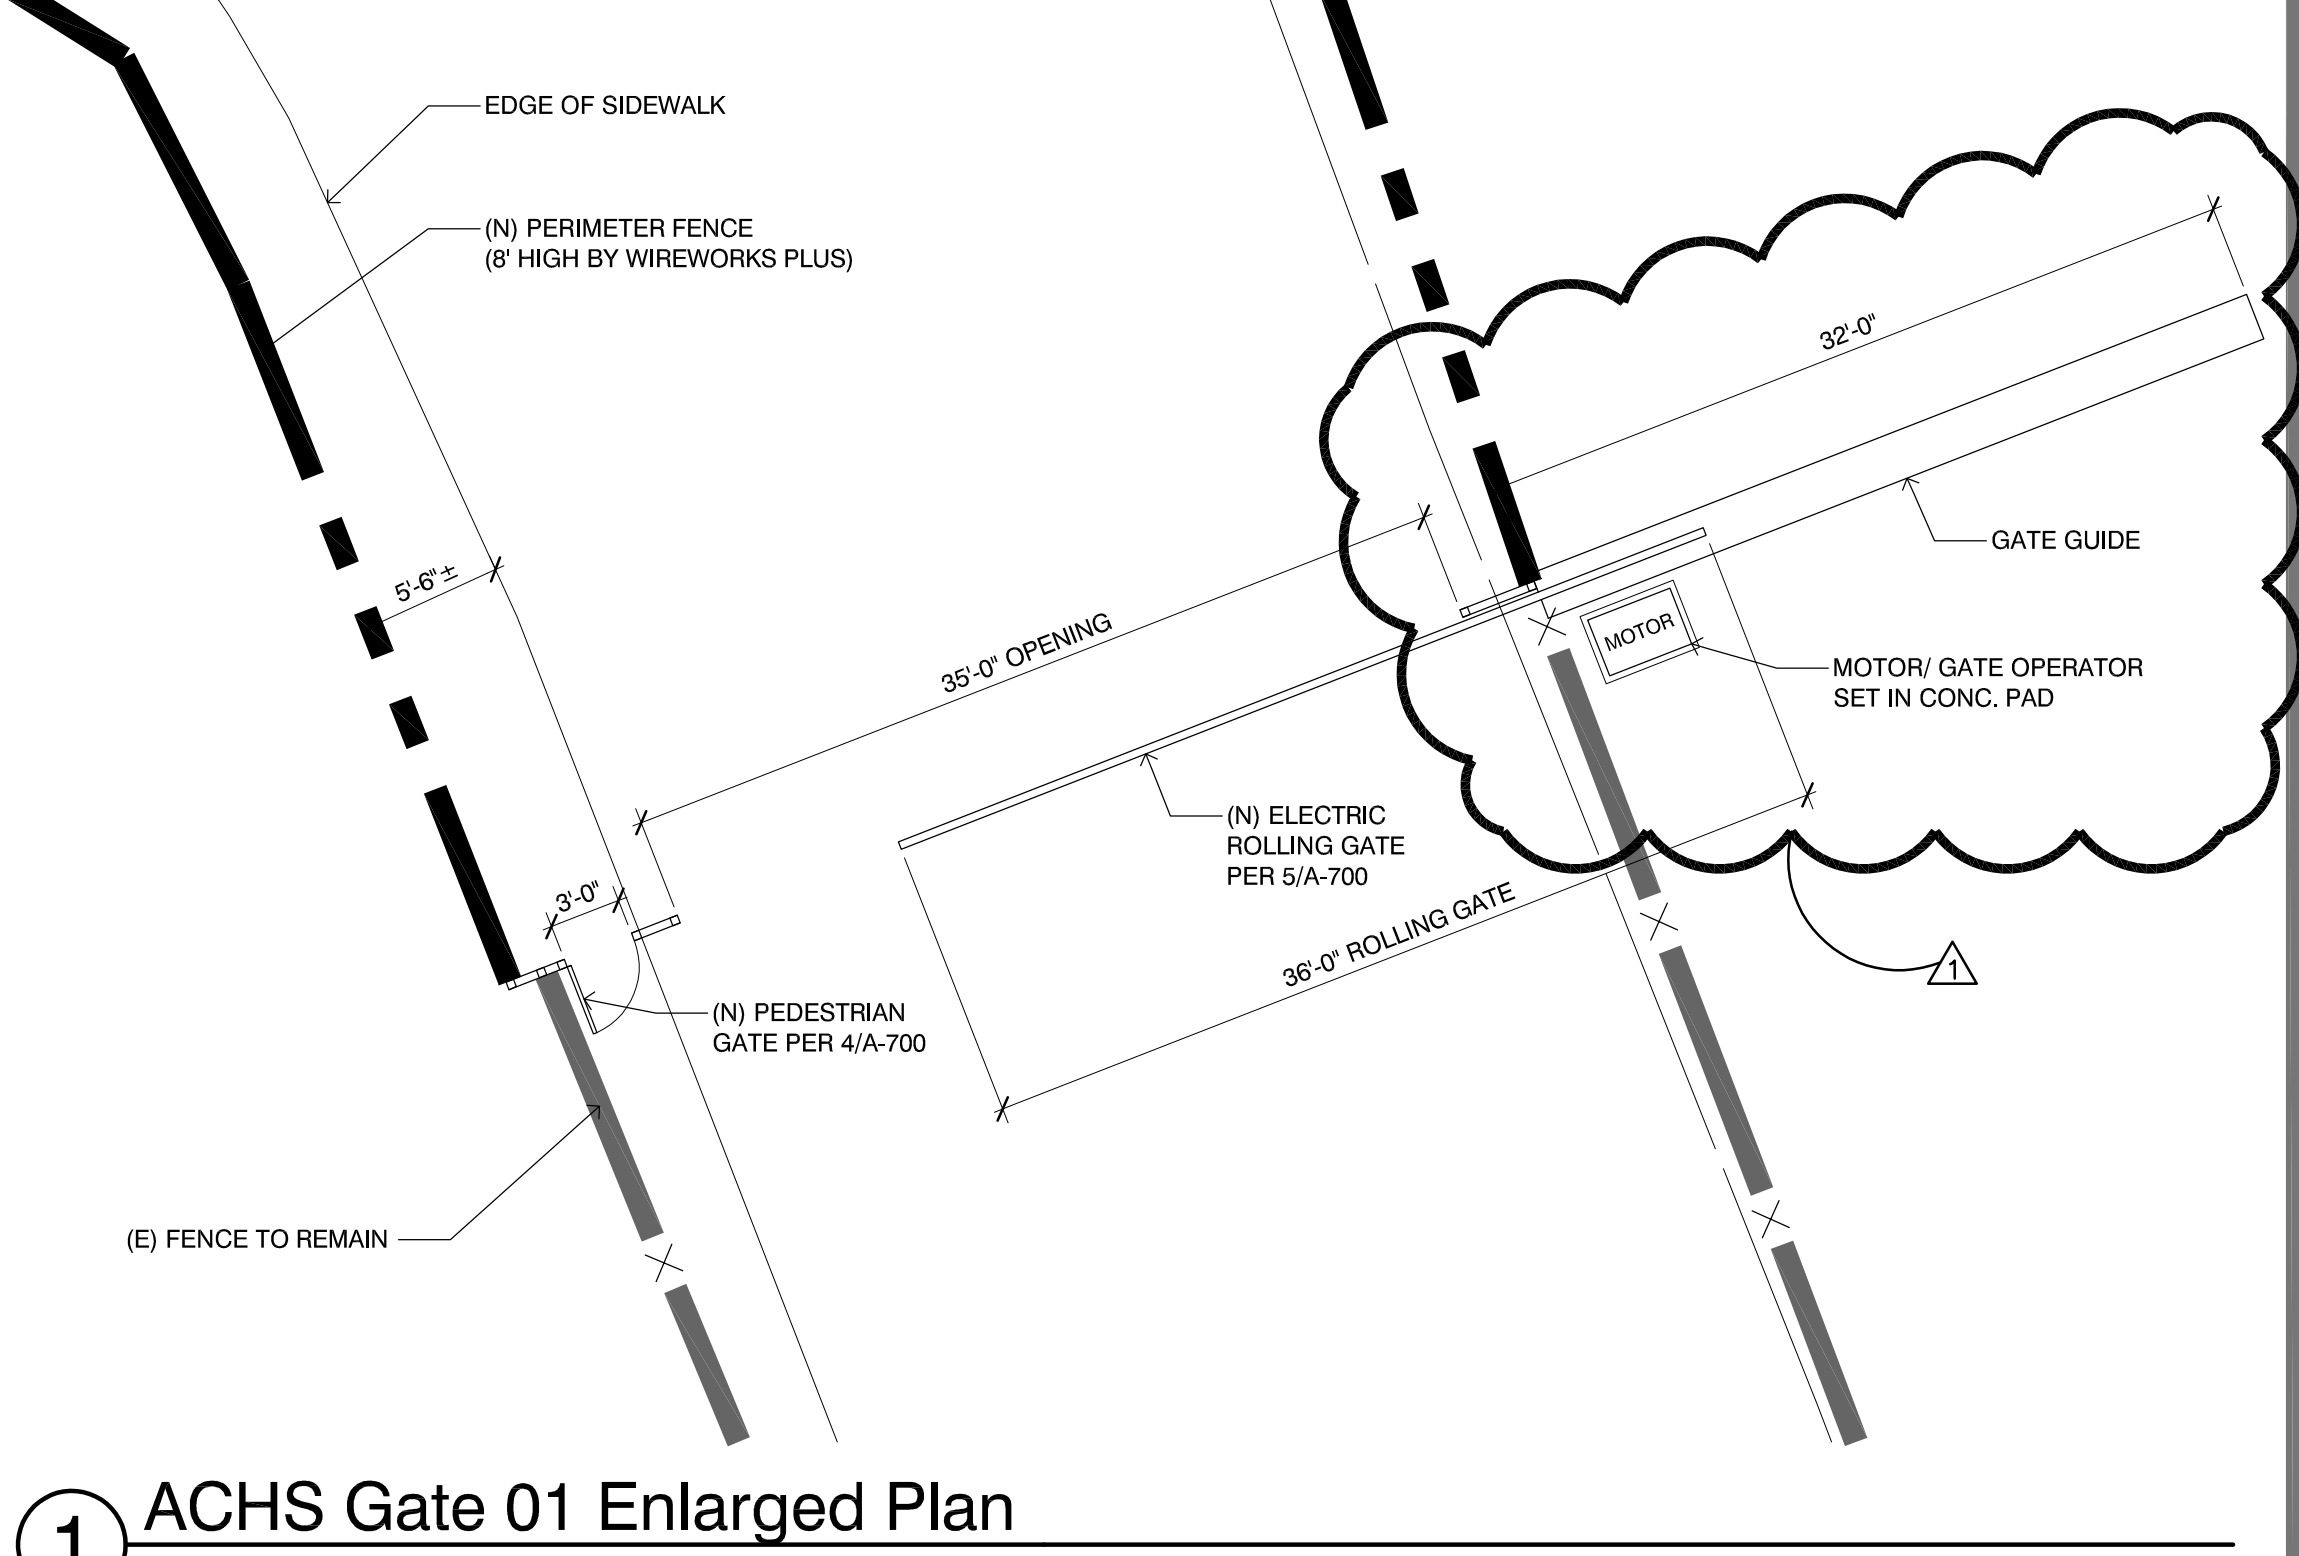 EDGE OF SIDEWALK
(N) PERIMETER FENCE
(8' HIGH BY WIREWORKS PLUS)
32'-0"
GATE GUIDE
5'-6"±
35'-0" OPENING
MOTOR
MOTOR/ GATE OPERATOR
SET IN CONC. PAD
(N) ELECTRIC
ROLLING GATE
PER 5/A-700
3'-0"
36'-0" ROLLING GATE
1
(N) PEDESTRIAN
GATE PER 4/A-700
(E) FENCE TO REMAIN
1
ACHS Gate 01 Enlarged Plan